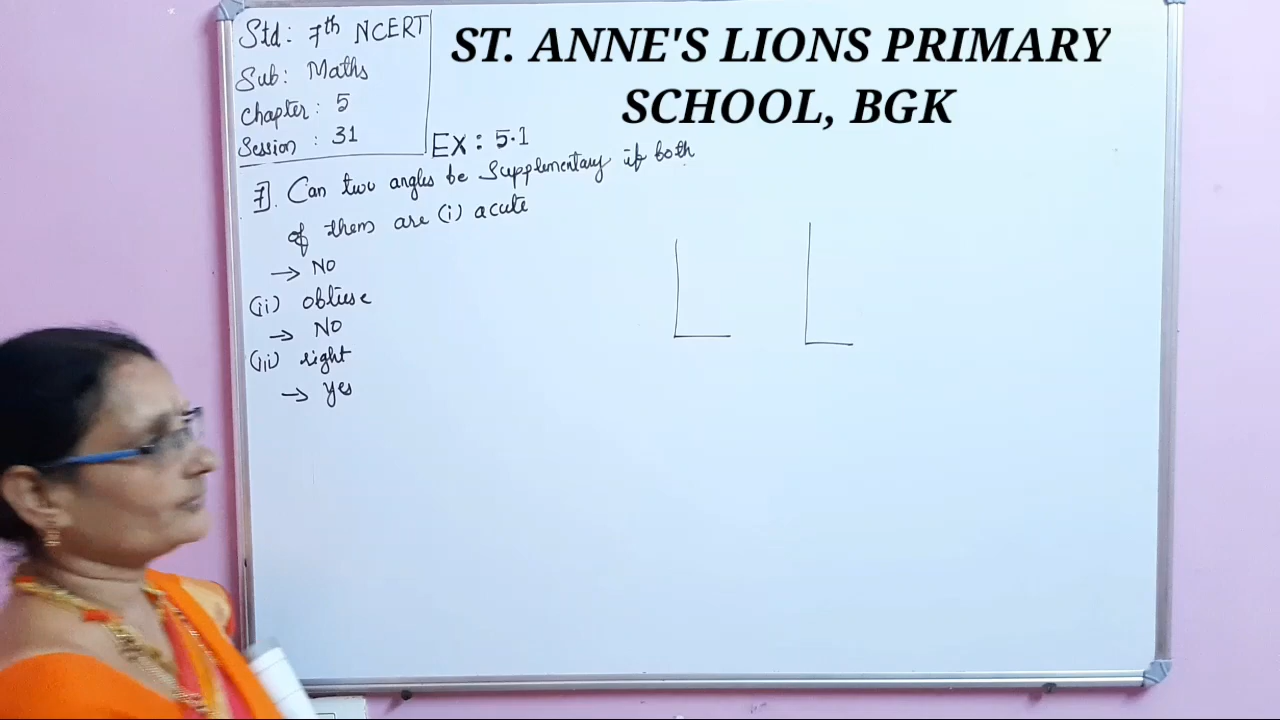 Std: 7th NCERT
Sub: Maths
Chapter: 5
Session: 31
ST. ANNE'S LIONS PRIMARY
SCHOOL, BGK
Ex: 5.1
7]. Can two angles be Supplementary if both
of them are (i) acute
→ No
(ii) obtuse
→ No
(iii) right
→ yes